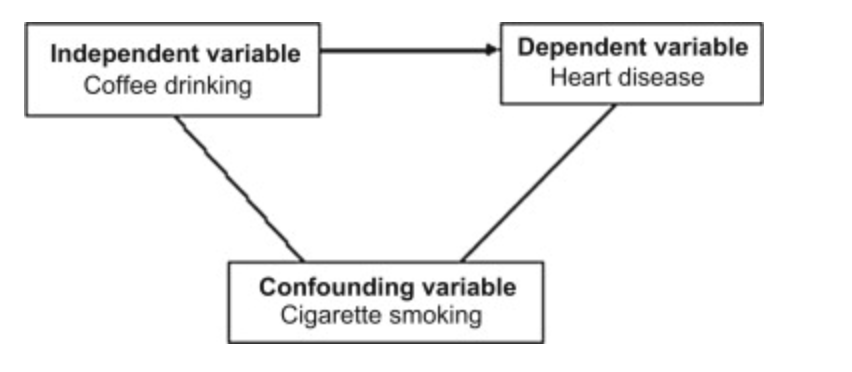 Independent variable
Coffee drinking
Dependent variable
Heart disease
Confounding variable
Cigarette smoking